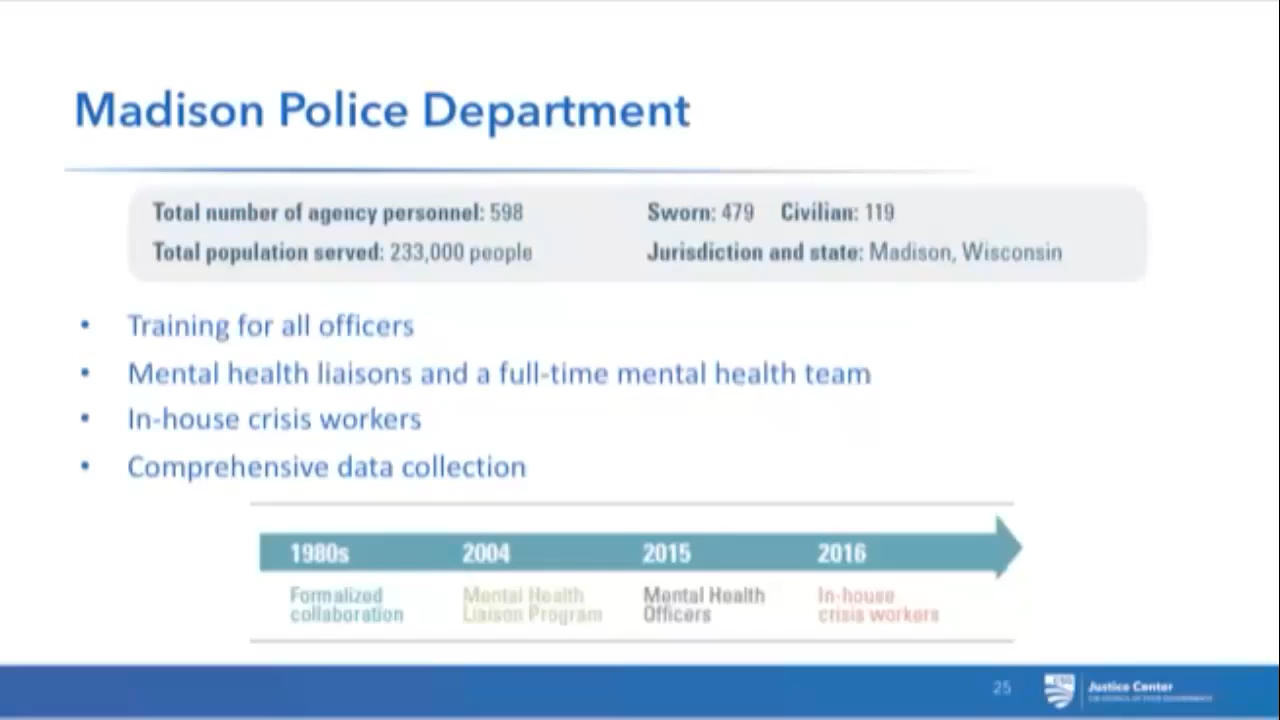 Madison Police Department
Total number of agency personnel: 598
Sworn: 479 Civilian: 119
Total population served: 233,000 people
Jurisdiction and state: Madison, Wisconsin
• Training for all officers
• Mental health liaisons and a full-time mental health team
• In-house crisis workers
• Comprehensive data collection
1980s
2004
2015
2016
Formalized
collaboration
Mental Health
Liaison Program
Mental Health
Officers
In-house
crisis workers
25
Justice Center